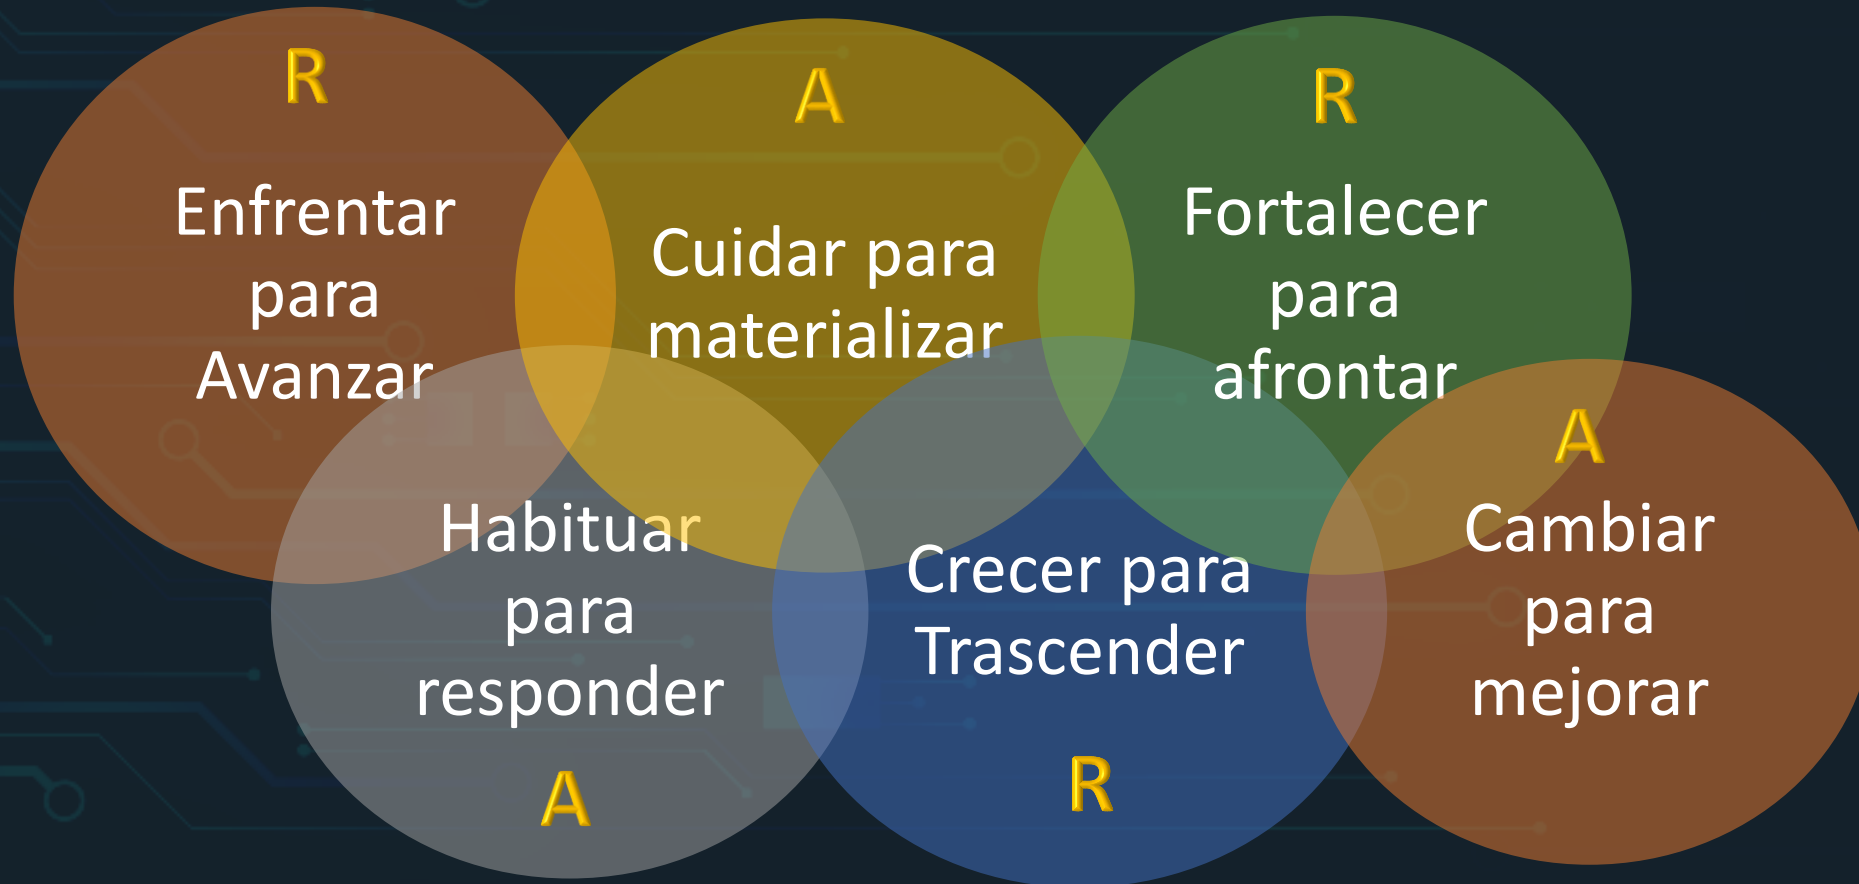 R
Enfrentar
para
Avanzar
A
Cuidar para
materializar
R
Fortalecer
para
afrontar
Habituar
para
responder
A
Crecer para
Trascender
R
A
Cambiar
para
mejorar